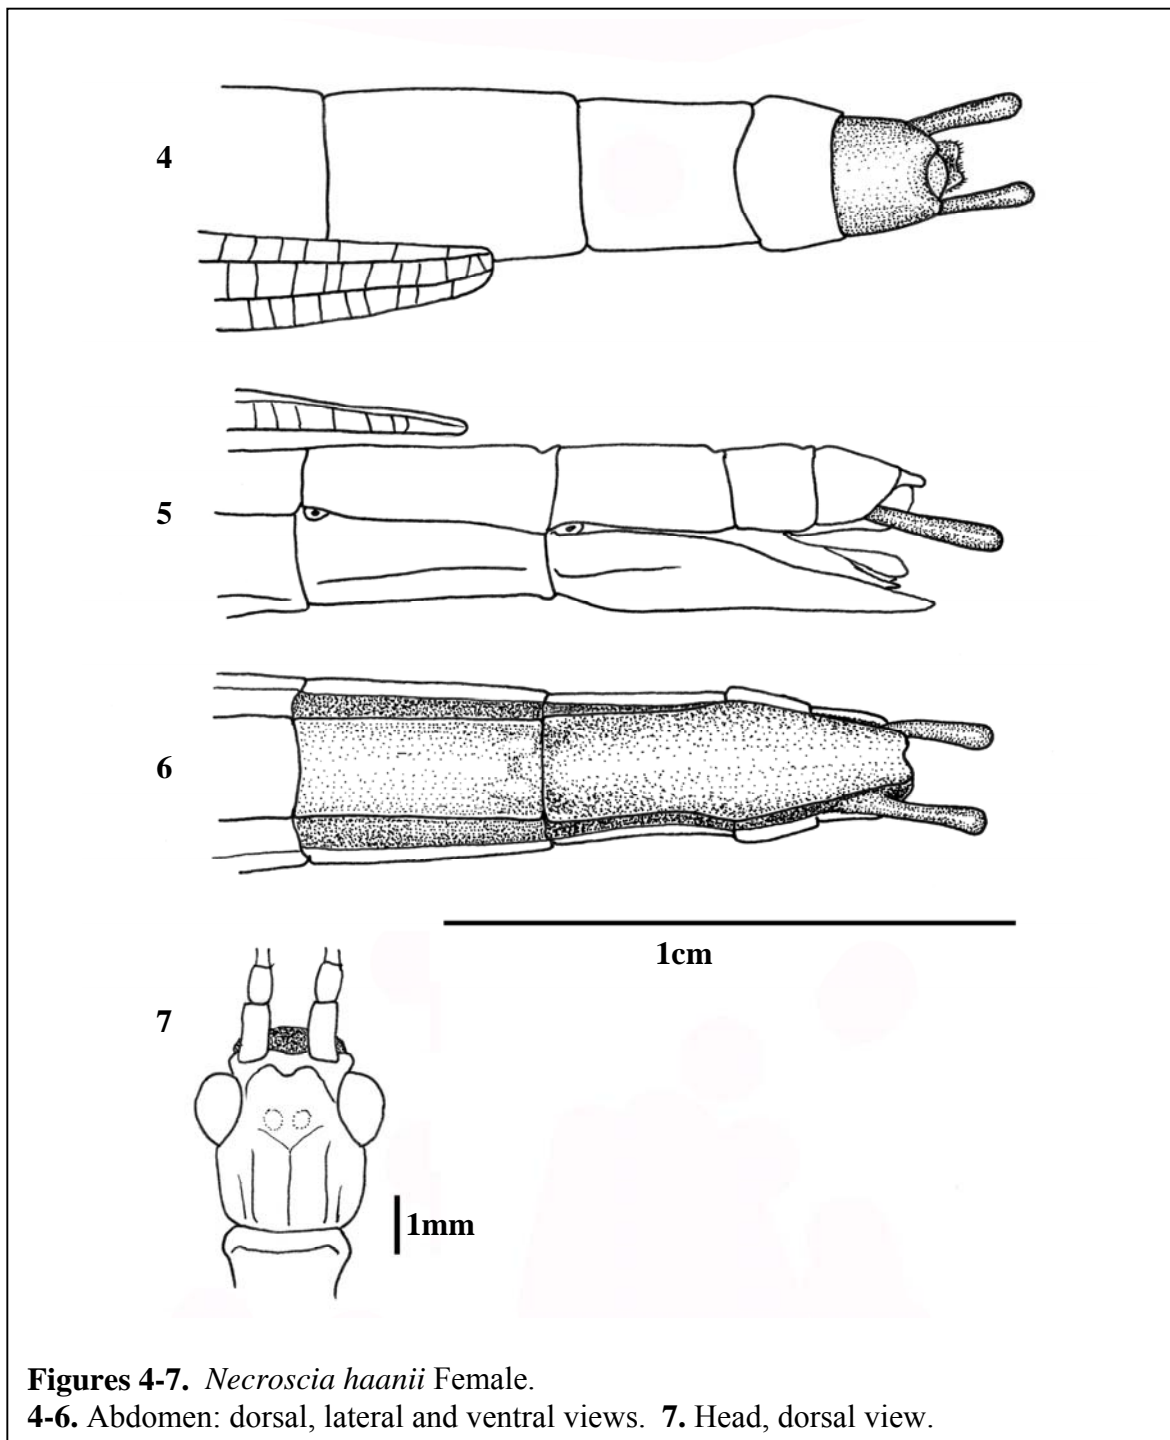 4
5
6
1cm
7
1mm
Figures 4-7. Necroscia haanii Female.
4-6. Abdomen: dorsal, lateral and ventral views. 7. Head, dorsal view.